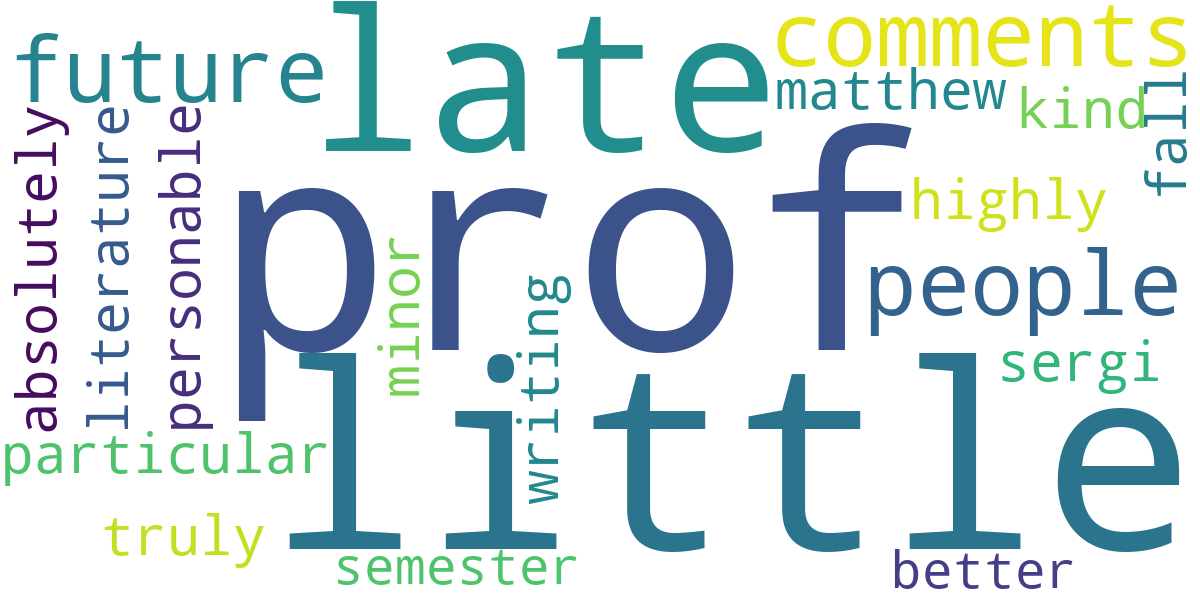 late
comments
future
matthew
kind
fall
absolutely
literature
personable
prof
highly
minor
people
writing
sergi
little
particular
truly
semester
better